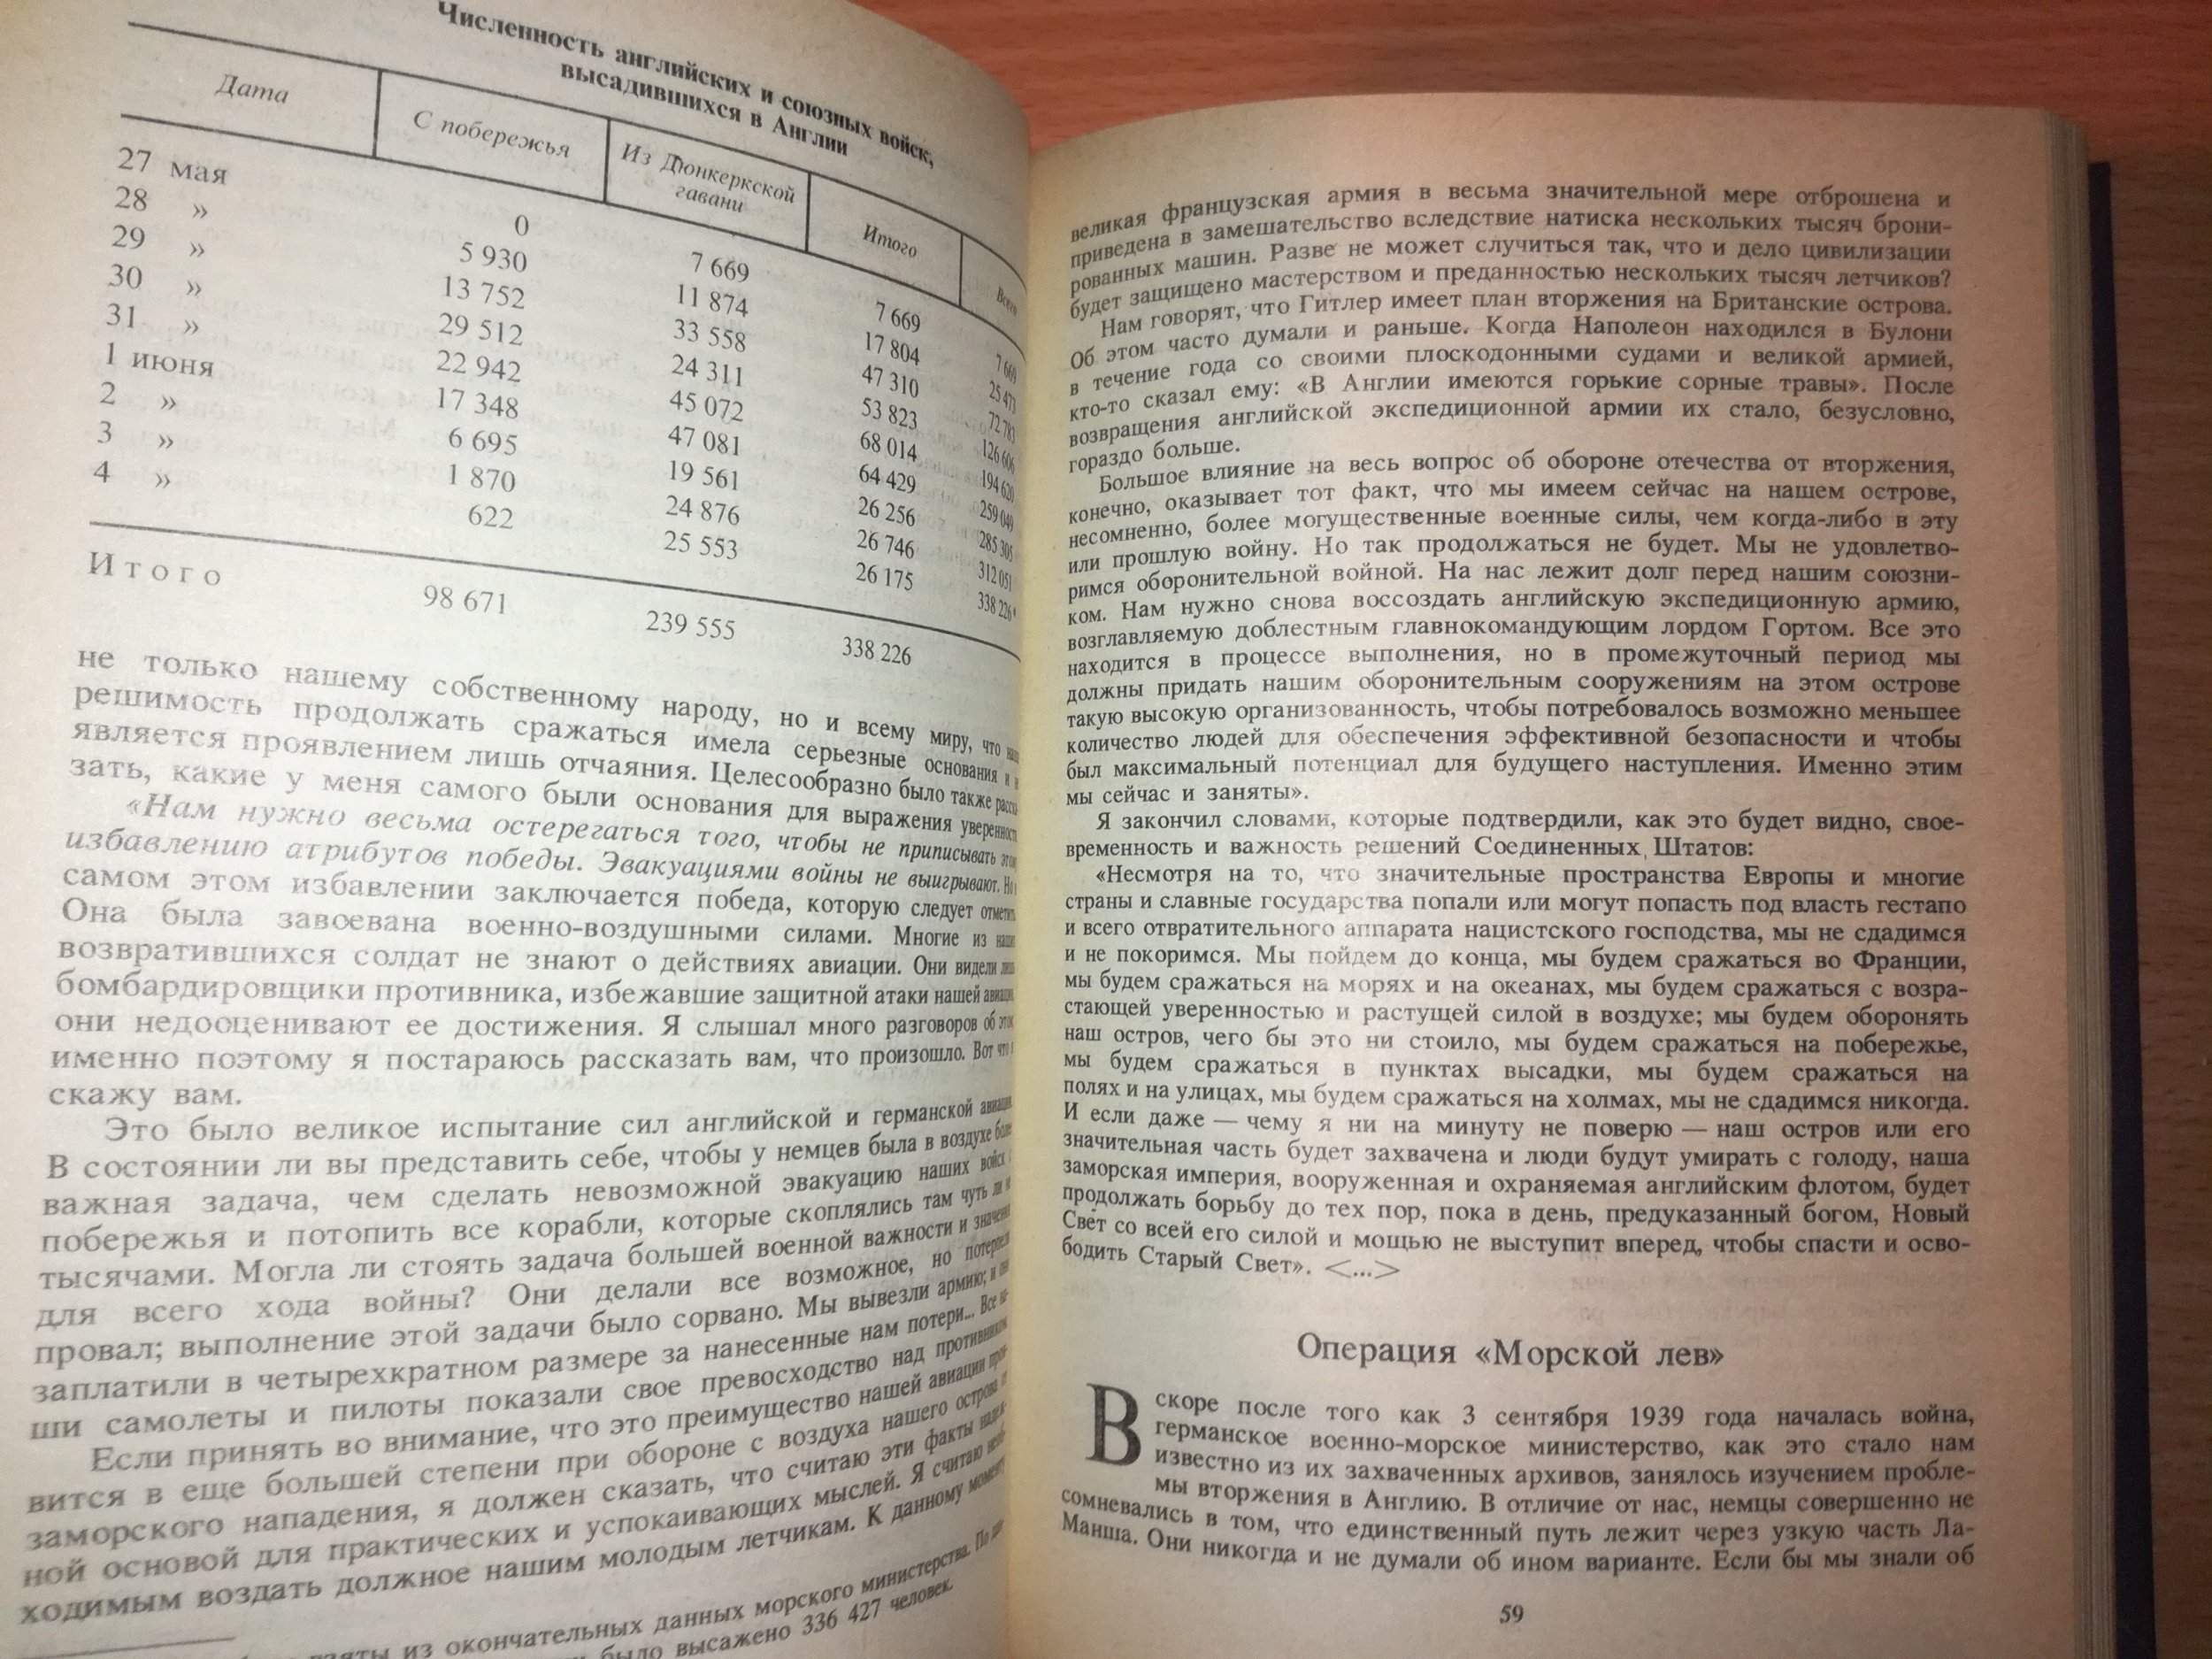 Численность английских и союзных войск,
высадившихся в Англии
Дата С побережья Из Дюнкеркской гавани Итого Всего
27 мая 0 7 669 7 669 7 669
28 » 5 930 11 874 17 804 25 473
29 » 13 752 33 558 47 310 72 783
30 » 29 512 24 311 53 823 126 606
31 » 22 942 45 072 68 014 194 620
1 июня 17 348 47 081 64 429 259 049
2 » 6 695 19 561 26 256 285 305
3 » 1 870 24 876 26 746 312 051
4 » 622 25 553 26 175 338 226*
Итого 98 671 239 555 338 226
не только нашему собственному народу, но и всему миру, что
решимость продолжать сражаться имела серьезные основания и
является проявлением лишь отчаяния. Целесообразно было также
зать, какие у меня самого были основания для выражения
«Нам нужно весьма остерегаться того, чтобы не приписывать
избавлению атрибутов победы. Эвакуациями войны не выигрывают. Но
самом этом избавлении заключается победа, которую следует
Она была завоевана военно-воздушными силами. Многие из
возвратившихся солдат не знают о действиях авиации. Они видели
бомбардировщики противника, избежавшие защитной атаки нашей
они недооценивают ее достижения. Я слышал много разговоров об
именно поэтому я постараюсь рассказать вам, что произошло. Вот что
скажу вам.
Это было великое испытание сил английской и германской
В состоянии ли вы представить себе, чтобы у немцев была в воздухе
важная задача, чем сделать невозможной эвакуацию наших войск
побережья и потопить все корабли, которые скоплялись там чуть ли
тысячами. Могла ли стоять задача большей военной важности и
для всего хода войны? Они делали все возможное, но
провал; выполнение этой задачи было сорвано. Мы вывезли армию; и
заплатили в четырехкратном размере за нанесенные нам потери... Все
ши самолеты и пилоты показали свое превосходство над
Если принять во внимание, что это преимущество нашей авиации
вится в еще большей степени при обороне с воздуха нашего острова
заморского нападения, я должен сказать, что считаю эти факты
ной основой для практических и успокаивающих мыслей. Я считаю
ходимым воздать должное нашим молодым летчикам. К данному моменту
взяты из окончательных данных морского министерства. По
было высажено 336 427 человек.
великая французская армия в весьма значительной мере отброшена и
приведена в замешательство вследствие натиска нескольких тысяч брони-
рованных машин. Разве не может случиться так, что и дело цивилизации
будет защищено мастерством и преданностью нескольких тысяч летчиков?
Нам говорят, что Гитлер имеет план вторжения на Британские острова.
Об этом часто думали и раньше. Когда Наполеон находился в Булони
в течение года со своими плоскодонными судами и великой армией,
кто-то сказал ему: «В Англии имеются горькие сорные травы». После
возвращения английской экспедиционной армии их стало, безусловно,
гораздо больше.
Большое влияние на весь вопрос об обороне отечества от вторжения,
конечно, оказывает тот факт, что мы имеем сейчас на нашем острове,
несомненно, более могущественные военные силы, чем когда-либо в эту
или прошлую войну. Но так продолжаться не будет. Мы не удовлетво-
римся оборонительной войной. На нас лежит долг перед нашим союзни-
ком. Нам нужно снова воссоздать английскую экспедиционную армию,
возглавляемую доблестным главнокомандующим лордом Гортом. Все это
находится в процессе выполнения, но в промежуточный период мы
должны придать нашим оборонительным сооружениям на этом острове
такую высокую организованность, чтобы потребовалось возможно меньшее
количество людей для обеспечения эффективной безопасности и чтобы
был максимальный потенциал для будущего наступления. Именно этим
мы сейчас и заняты».
Я закончил словами, которые подтвердили, как это будет видно, свое-
временность и важность решений Соединенных Штатов:
«Несмотря на то, что значительные пространства Европы и многие
страны и славные государства попали или могут попасть под власть гестапо
и всего отвратительного аппарата нацистского господства, мы не сдадимся
и не покоримся. Мы пойдем до конца, мы будем сражаться во Франции,
мы будем сражаться на морях и на океанах, мы будем сражаться с возра-
стающей уверенностью и растущей силой в воздухе; мы будем оборонять
наш остров, чего бы это ни стоило, мы будем сражаться на побережье,
мы будем сражаться в пунктах высадки, мы будем сражаться на
полях и на улицах, мы будем сражаться на холмах, мы не сдадимся никогда.
И если даже — чему я ни на минуту не поверю — наш остров или его
значительная часть будет захвачена и люди будут умирать с голоду, наша
заморская империя, вооруженная и охраняемая английским флотом, будет
продолжать борьбу до тех пор, пока в день, предуказанный богом, Новый
Свет со всей его силой и мощью не выступит вперед, чтобы спасти и осво-
бодить Старый Свет». <...>
Операция «Морской лев»
Вскоре после того как 3 сентября 1939 года началась война,
германское военно-морское министерство, как это стало нам
известно из их захваченных архивов, занялось изучением пробле-
мы вторжения в Англию. В отличие от нас, немцы совершенно не
сомневались в том, что единственный путь лежит через узкую часть Ла-
Манша. Они никогда и не думали об ином варианте. Если бы мы знали об
59